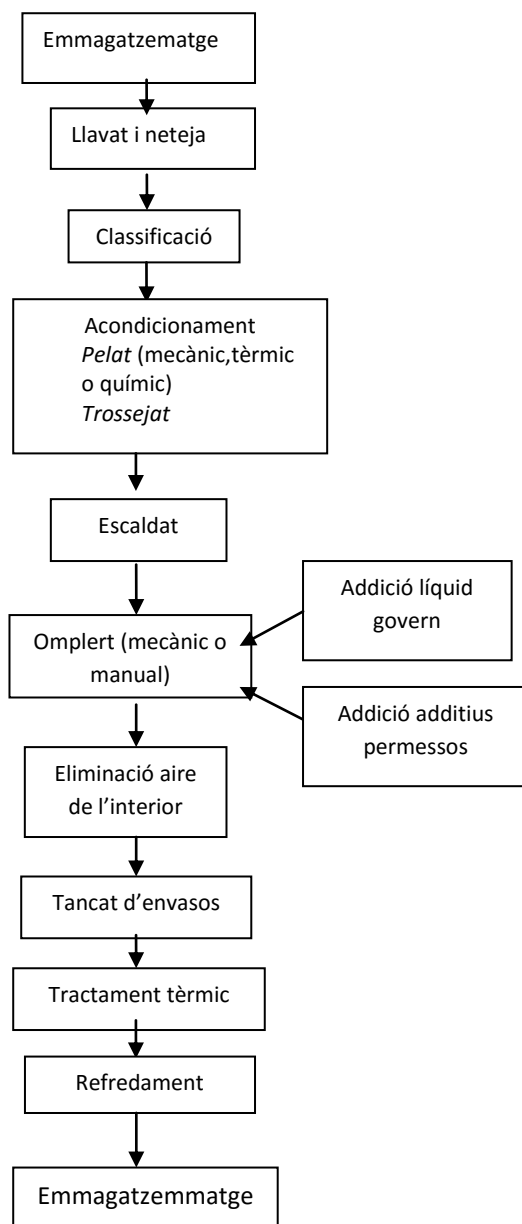 Emmagatzematge
Llavat i neteja
Classificació
Acondicionament
Pelat (mecànic,tèrmic
o químic)
Trossejat
Escaldat
Addició líquid
govern
Omplert (mecànic o
manual)
Addició additius
permessos
Eliminació aire
de l’interior
Tancat d’envasos
Tractament tèrmic
Refredament
Emmagatzemmatge